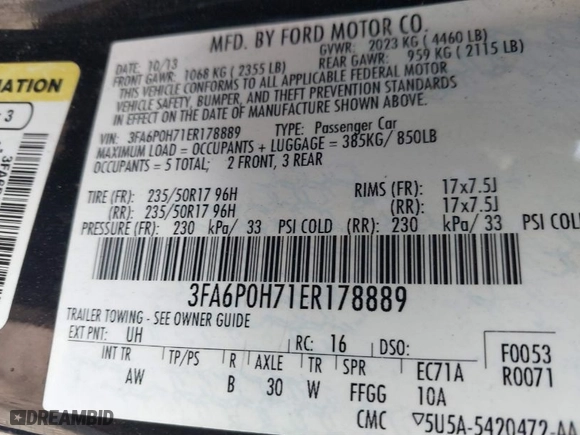 MFD. BY FORD MOTOR CO.
DATE: 10/13 GVWR: 2023 KG ( 4460 LB)
FRONT GAWR: 1068 KG ( 2355 LB) REAR GAWR: 959 KG ( 2115 LB)
THIS VEHICLE CONFORMS TO ALL APPLICABLE FEDERAL MOTOR
VEHICLE SAFETY, BUMPER, AND THEFT PREVENTION STANDARDS
IN EFFECT ON THE DATE OF MANUFACTURE SHOWN ABOVE.
VIN: 3FA6P0H71ER178889 TYPE: Passenger Car
MAXIMUM LOAD = OCCUPANTS + LUGGAGE = 385KG/ 850LB
OCCUPANTS = 5 TOTAL; 2 FRONT, 3 REAR
TIRE (FR): 235/50R17 96H RIMS (FR): 17x7.5J
(RR): 235/50R17 96H (RR): 17x7.5J
PRESSURE (FR): 230 kPa/ 33 PSI COLD (RR): 230 kPa/ 33 PSI COLD
3FA6P0H71ER178889
TRAILER TOWING - SEE OWNER GUIDE
EXT PNT: UH RC: 16 DSO: F0053
R0071
INT TR TP/PS R AXLE TR SPR EC71A
AW B 30 W FFGG 10A
CMC ▽5U5A-5420472-AA
MATION
: 3
DREAMBID